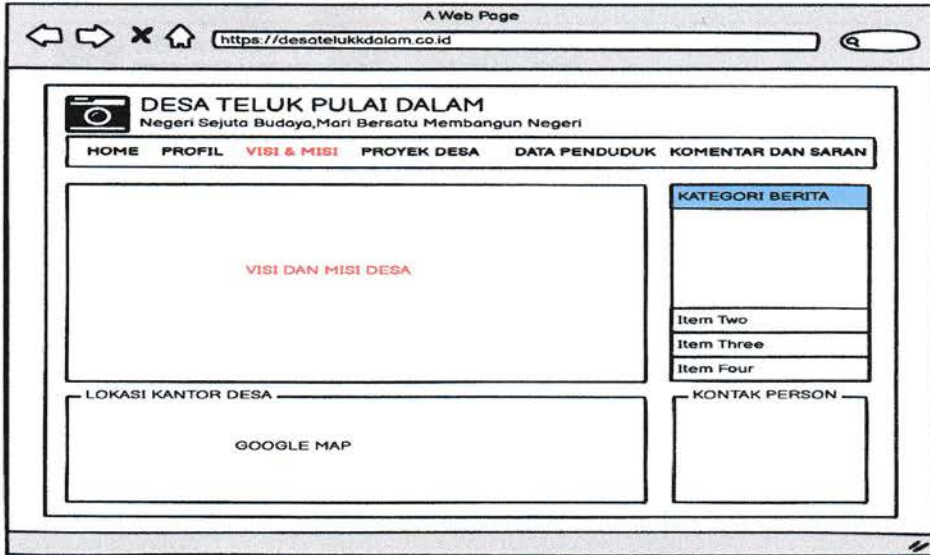 A Web Page
https://desatelukkdalam.co.id
DESA TELUK PULAI DALAM
Negeri Sejuta Budaya,Mari Bersatu Membangun Negeri
HOME PROFIL VISI & MISI PROYEK DESA DATA PENDUDUK KOMENTAR DAN SARAN
VISI DAN MISI DESA
KATEGORI BERITA
Item Two
Item Three
Item Four
LOKASI KANTOR DESA
GOOGLE MAP
KONTAK PERSON